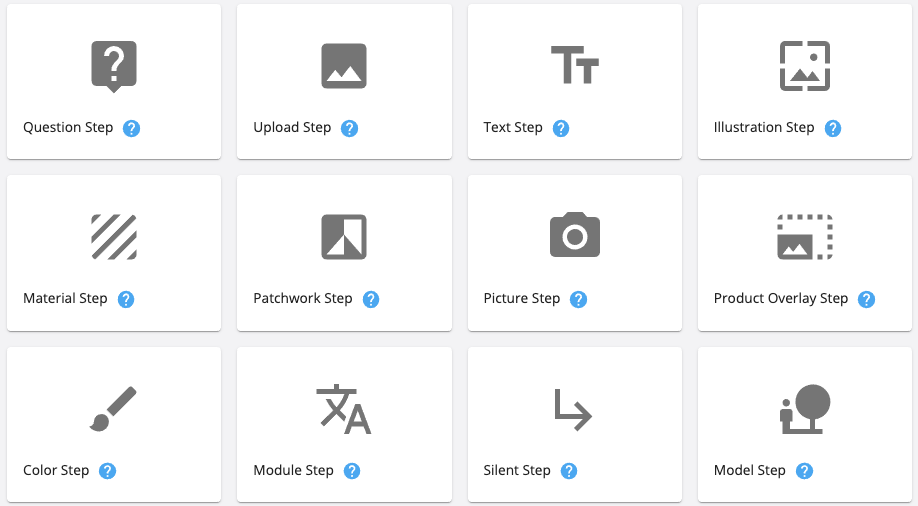 Question Step
Upload Step
Text Step
Illustration Step
Material Step
Patchwork Step
Picture Step
Product Overlay Step
Color Step
Module Step
Silent Step
Model Step